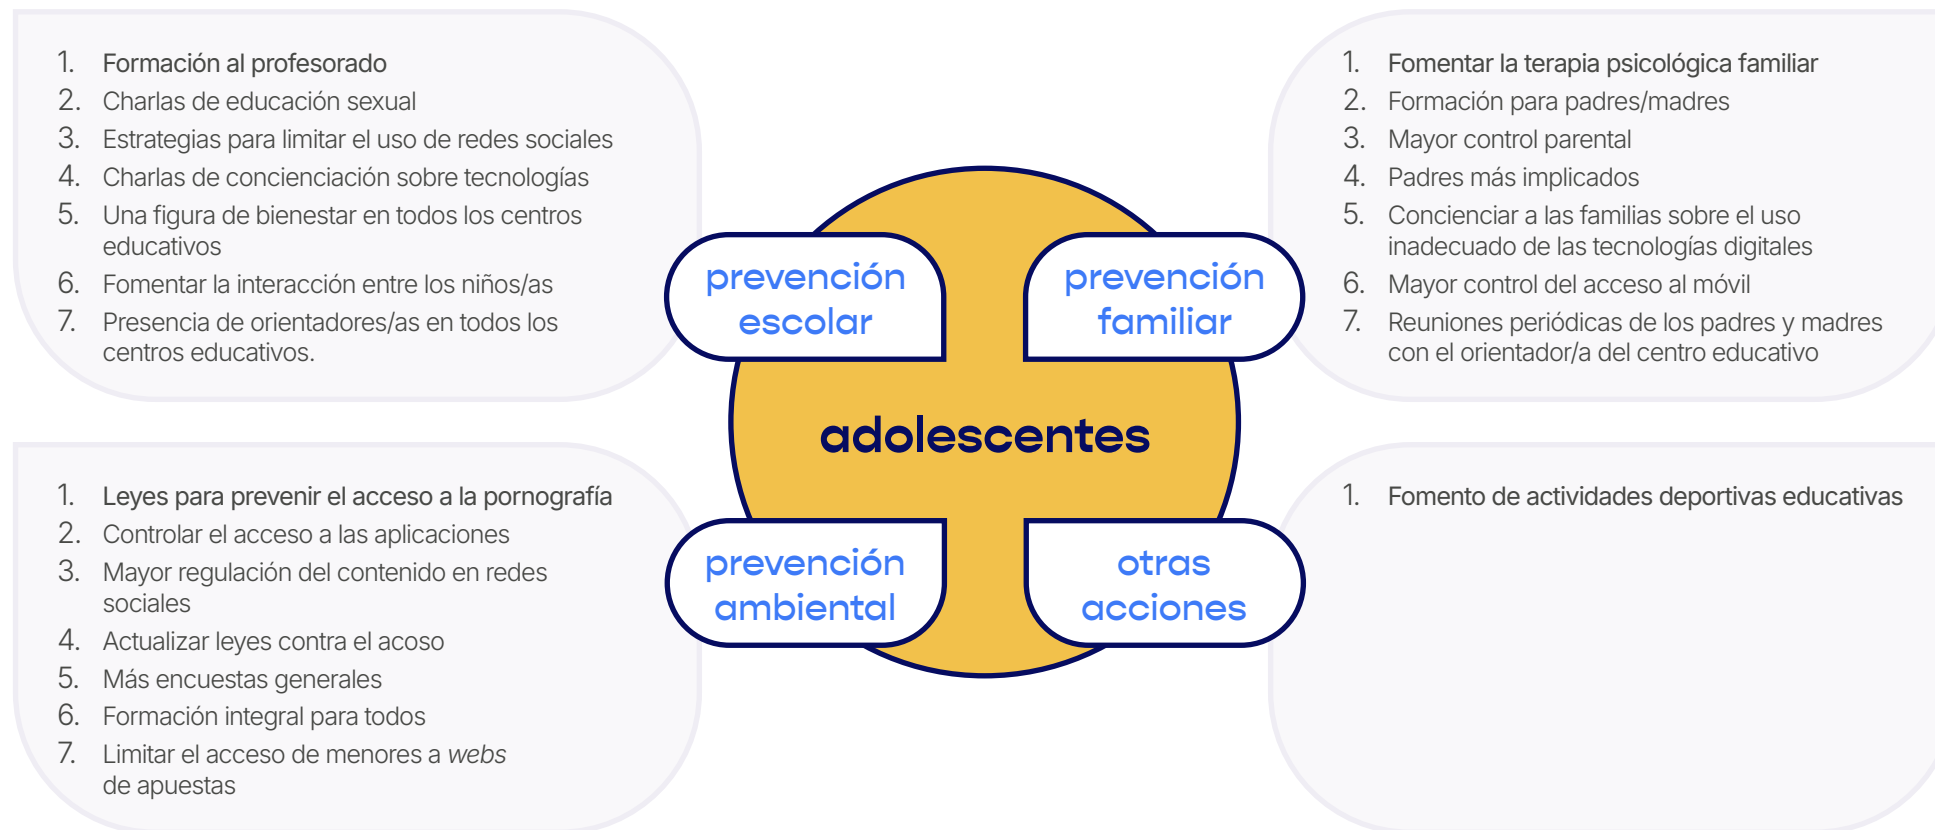 1. Formación al profesorado
2. Charlas de educación sexual
3. Estrategias para limitar el uso de redes sociales
4. Charlas de concienciación sobre tecnologías
5. Una figura de bienestar en todos los centros
educativos
6. Fomentar la interacción entre los niños/as
7. Presencia de orientadores/as en todos los
centros educativos.
prevención
escolar
1. Fomentar la terapia psicológica familiar
2. Formación para padres/madres
3. Mayor control parental
4. Padres más implicados
5. Concienciar a las familias sobre el uso
inadecuado de las tecnologías digitales
6. Mayor control del acceso al móvil
7. Reuniones periódicas de los padres y madres
con el orientador/a del centro educativo
prevención
familiar
adolescentes
1. Leyes para prevenir el acceso a la pornografía
2. Controlar el acceso a las aplicaciones
3. Mayor regulación del contenido en redes
sociales
4. Actualizar leyes contra el acoso
5. Más encuestas generales
6. Formación integral para todos
7. Limitar el acceso de menores a webs
de apuestas
prevención
ambiental
1. Fomento de actividades deportivas educativas
otras
acciones